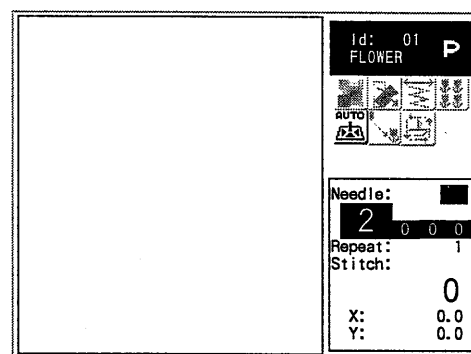 Id: 01
FLOWER
P
AUTO
Needle:
2 0 0 0
Repeat: 1
Stitch:
0
X: 0.0
Y: 0.0